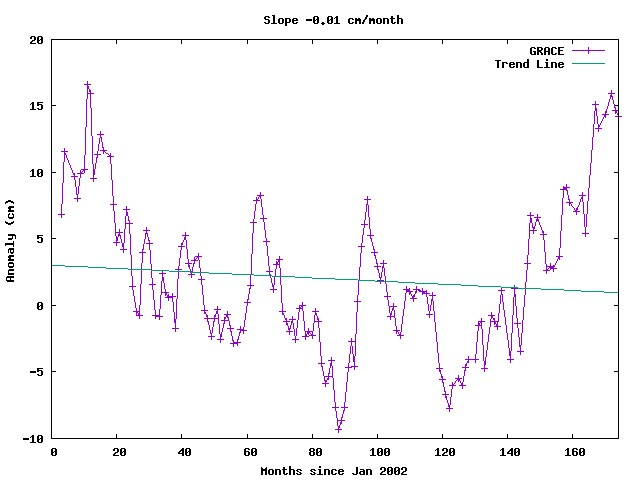 Slope -0.01 cm/month
GRACE
Trend Line
20
15
10
5
0
-5
-10
Anomaly (cm)
0 20 40 60 80 100 120 140 160
Months since Jan 2002